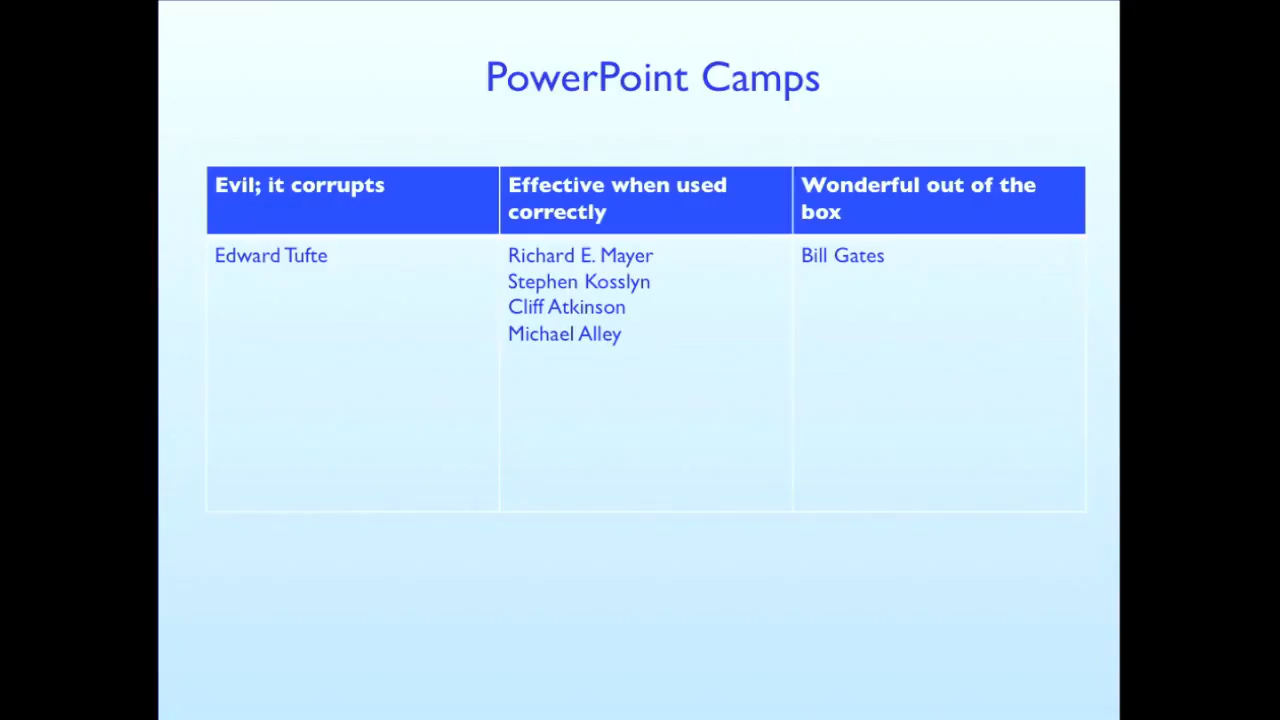 PowerPoint Camps
Evil; it corrupts
Effective when used
correctly
Wonderful out of the
box
Edward Tufte
Richard E. Mayer
Stephen Kosslyn
Cliff Atkinson
Michael Alley
Bill Gates